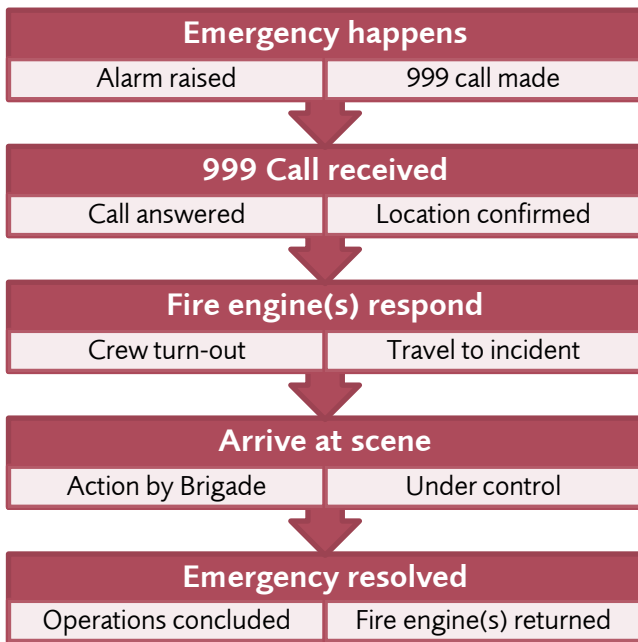 Emergency happens
Alarm raised
999 call made
999 Call received
Call answered
Location confirmed
Fire engine(s) respond
Crew turn-out
Travel to incident
Arrive at scene
Action by Brigade
Under control
Emergency resolved
Operations concluded
Fire engine(s) returned